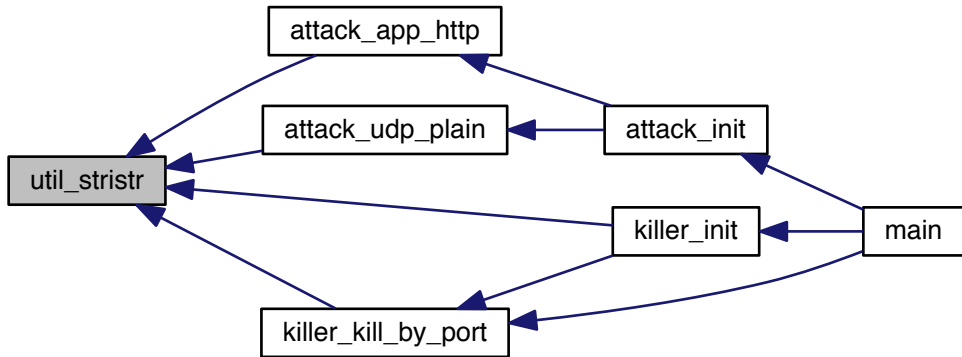 attack_app_http
attack_udp_plain
attack_init
util_stristr
killer_init
main
killer_kill_by_port